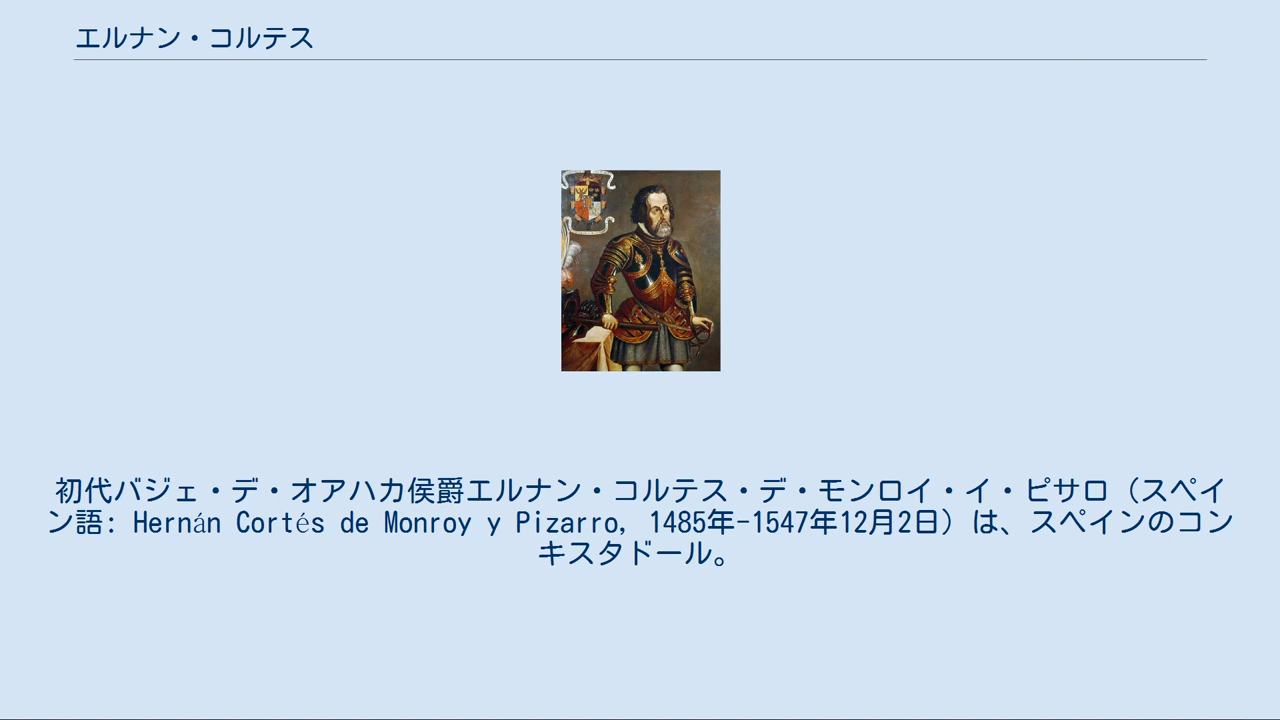 エルナン・コルテス
初代バジェ・デ・オアハカ侯爵エルナン・コルテス・デ・モンロイ・イ・ピサロ（スペイ
ン語: Hernán Cortés de Monroy y Pizarro, 1485年-1547年12月2日）は、スペインのコン
キスタドール。